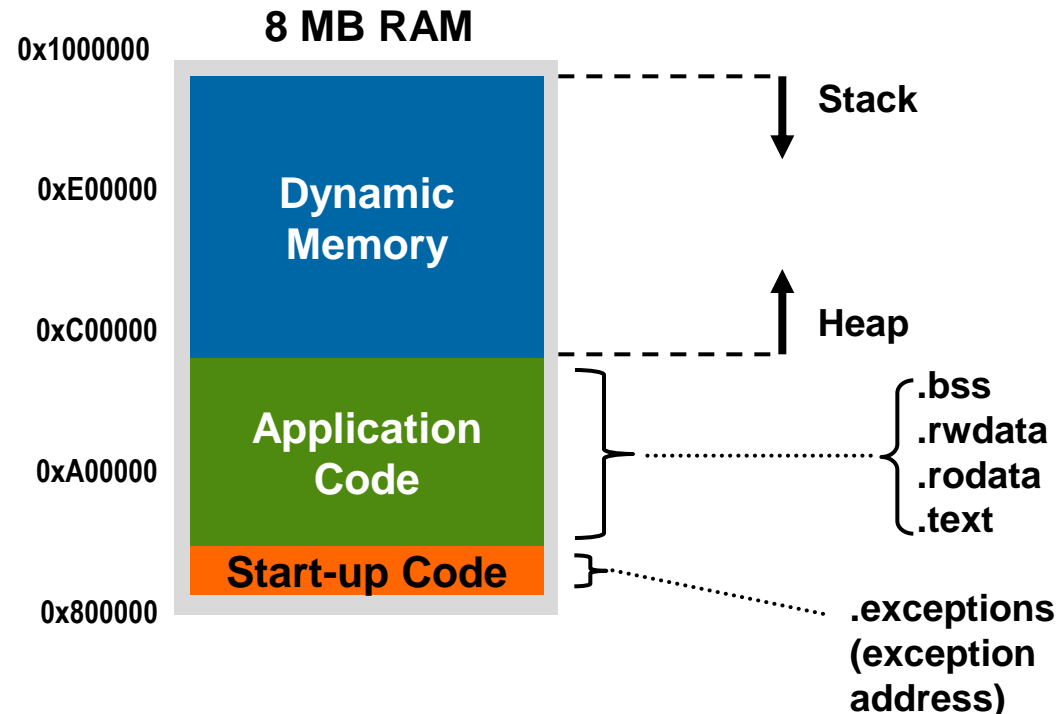 8 MB RAM
0x1000000
Stack
0xE00000
Dynamic
Memory
0xC00000
Heap
.bss
.rwdata
.rodata
.text
Application
Code
0xA00000
Start-up Code
0x800000
.exceptions
(exception
address)